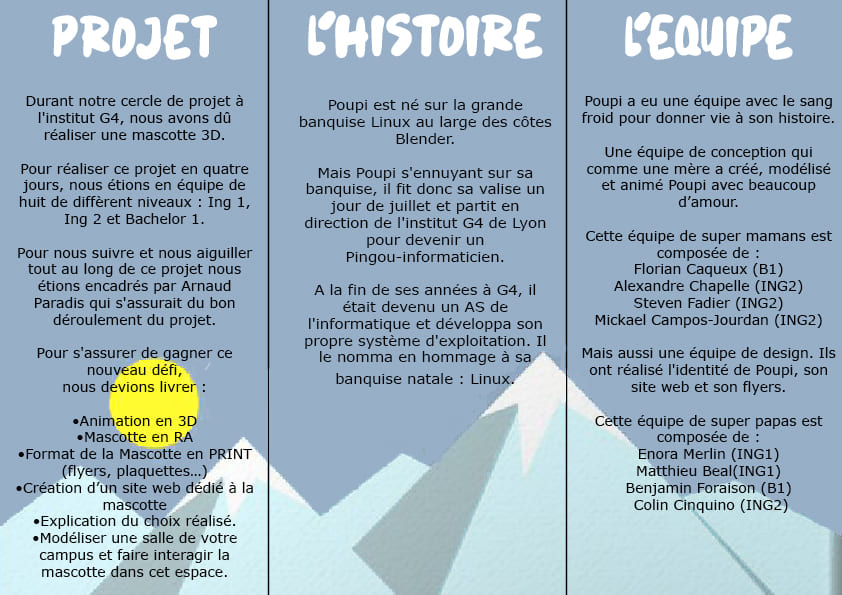 PROJET
Durant notre cercle de projet à
l'institut G4, nous avons dû
réaliser une mascotte 3D.
Pour réaliser ce projet en quatre
jours, nous étions en équipe de
huit de diffèrent niveaux : Ing 1,
Ing 2 et Bachelor 1.
Pour nous suivre et nous aiguiller
tout au long de ce projet nous
étions encadrés par Arnaud
Paradis qui s'assurait du bon
déroulement du projet.
Pour s'assurer de gagner ce
nouveau défi,
nous devions livrer :
•Animation en 3D
•Mascotte en RA
•Format de la Mascotte en PRINT
(flyers, plaquettes…)
•Création d’un site web dédié à la
mascotte
•Explication du choix réalisé.
•Modéliser une salle de votre
campus et faire interagir la
mascotte dans cet espace.
L'HISTOIRE
Poupi est né sur la grande
banquise Linux au large des côtes
Blender.
Mais Poupi s'ennuyant sur sa
banquise, il fit donc sa valise un
jour de juillet et partit en
direction de l'institut G4 de Lyon
pour devenir un
Pingou-informaticien.
A la fin de ses années à G4, il
était devenu un AS de
l'informatique et développa son
propre système d'exploitation. Il
le nomma en hommage à sa
banquise natale : Linux.
L'EQUIPE
Poupi a eu une équipe avec le sang
froid pour donner vie à son histoire.
Une équipe de conception qui
comme une mère a créé, modélisé
et animé Poupi avec beaucoup
d’amour.
Cette équipe de super mamans est
composée de :
Florian Caqueux (B1)
Alexandre Chapelle (ING2)
Steven Fadier (ING2)
Mickael Campos-Jourdan (ING2)
Mais aussi une équipe de design. Ils
ont réalisé l'identité de Poupi, son
site web et son flyers.
Cette équipe de super papas est
composée de :
Enora Merlin (ING1)
Matthieu Beal(ING1)
Benjamin Foraison (B1)
Colin Cinquino (ING2)